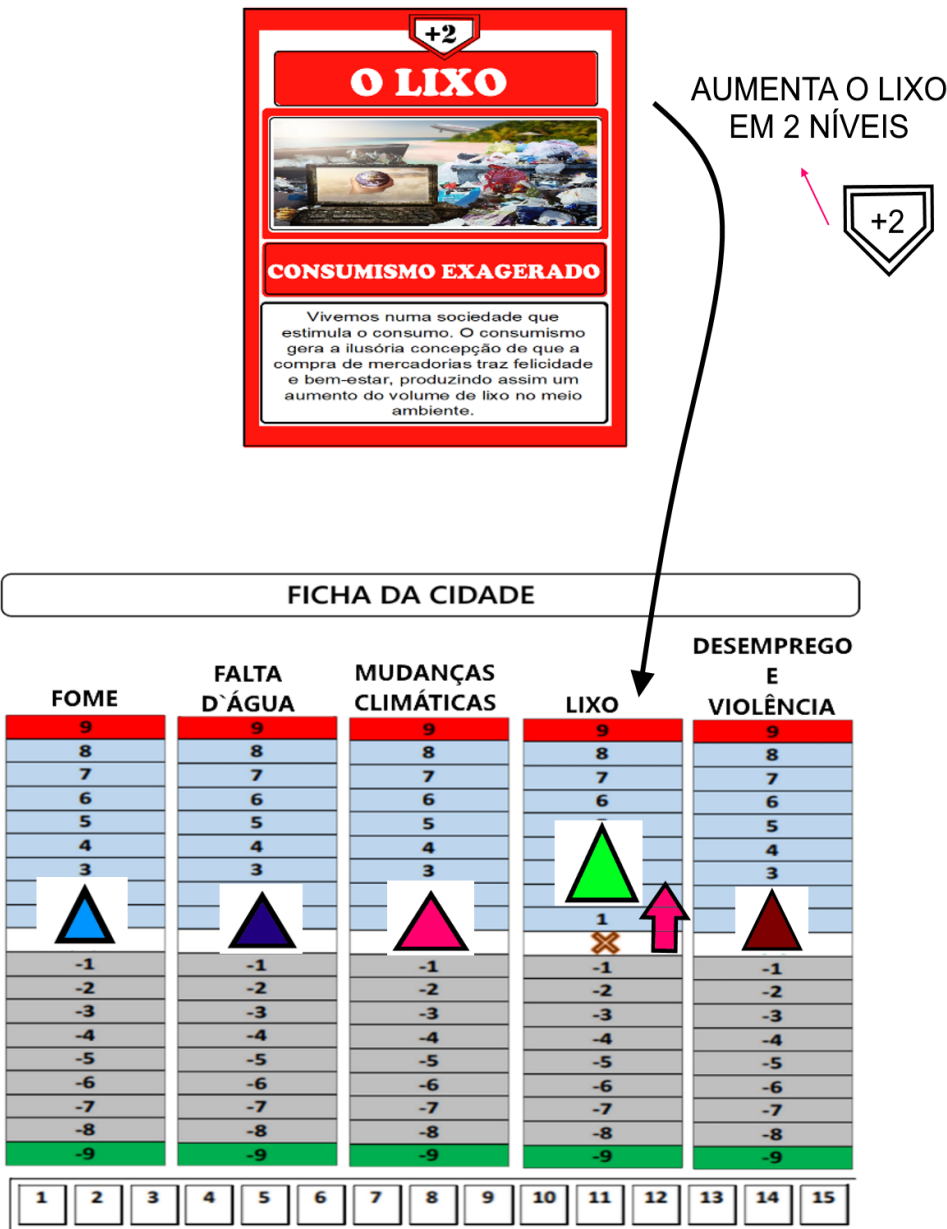 +2
O LIXO
CONSUMISMO EXAGERADO
Vivemos numa sociedade que
estimula o consumo. O consumismo
gera a ilusória concepção de que a
compra de mercadorias traz felicidade
e bem-estar, produzindo assim um
aumento do volume de lixo no meio
ambiente.
AUMENTA O LIXO
EM 2 NÍVEIS
+2
FICHA DA CIDADE
FOME
FALTA
D`ÁGUA
MUDANÇAS
CLIMÁTICAS
LIXO
DESEMPREGO
E
VIOLÊNCIA
9 9 9 9 9
8 8 8 8 8
7 7 7 7 7
6 6 6 6 6
5 5 5 5
4 4 4 4
3 3 3 3
1
-1 -1 -1 -1 -1
-2 -2 -2 -2 -2
-3 -3 -3 -3 -3
-4 -4 -4 -4 -4
-5 -5 -5 -5 -5
-6 -6 -6 -6 -6
-7 -7 -7 -7 -7
-8 -8 -8 -8 -8
-9 -9 -9 -9 -9
1 2 3 4 5 6 7 8 9 10 11 12 13 14 15